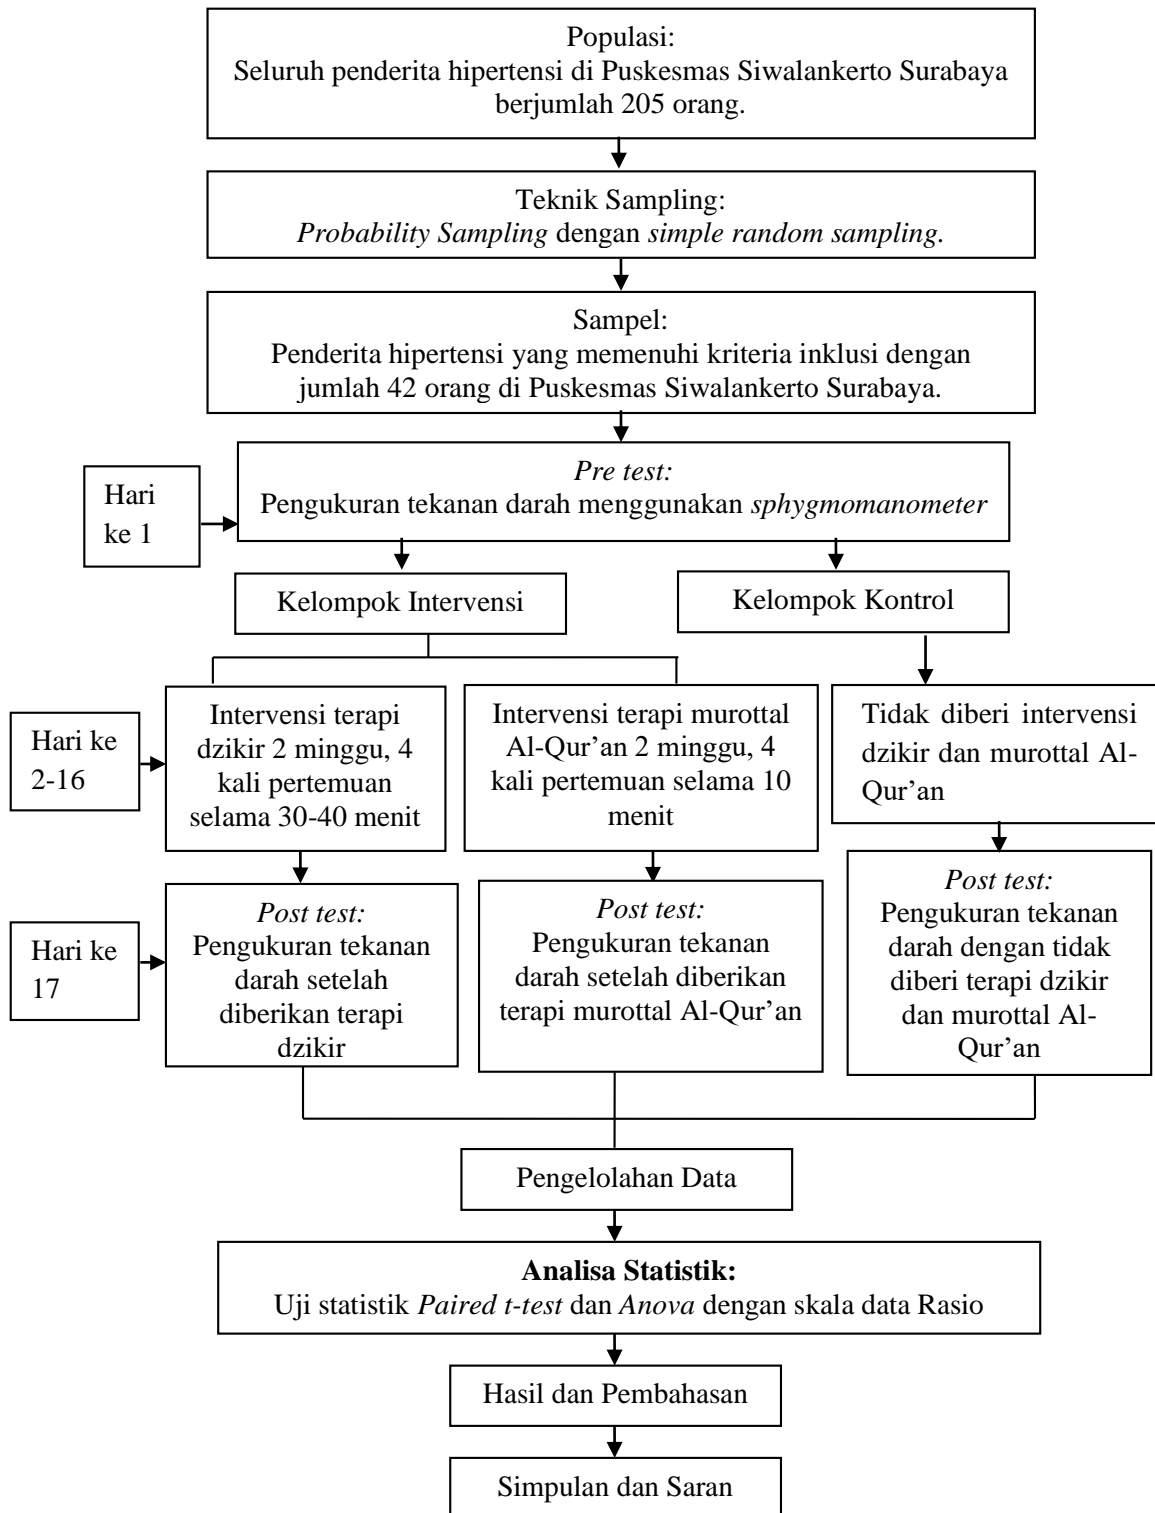 Populasi:
Seluruh penderita hipertensi di Puskesmas Siwalankerto Surabaya
berjumlah 205 orang.
Teknik Sampling:
Probability Sampling dengan simple random sampling.
Sampel:
Penderita hipertensi yang memenuhi kriteria inklusi dengan
jumlah 42 orang di Puskesmas Siwalankerto Surabaya.
Hari
ke 1
Pre test:
Pengukuran tekanan darah menggunakan sphygmomanometer
Kelompok Intervensi
Kelompok Kontrol
Hari ke
2-16
Intervensi terapi
dzikir 2 minggu, 4
kali pertemuan
selama 30-40 menit
Intervensi terapi murottal
Al-Qur’an 2 minggu, 4
kali pertemuan selama 10
menit
Tidak diberi intervensi
dzikir dan murottal Al-
Qur’an
Hari ke
17
Post test:
Pengukuran tekanan
darah setelah
diberikan terapi
dzikir
Post test:
Pengukuran tekanan
darah setelah diberikan
terapi murottal Al-Qur’an
Post test:
Pengukuran tekanan
darah dengan tidak
diberi terapi dzikir
dan murottal Al-
Qur’an
Pengelolahan Data
Analisa Statistik:
Uji statistik Paired t-test dan Anova dengan skala data Rasio
Hasil dan Pembahasan
Simpulan dan Saran